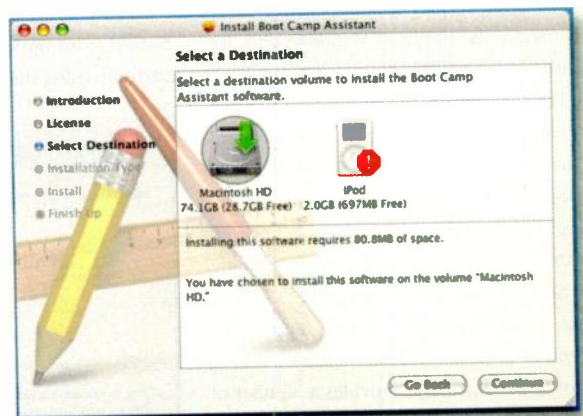 Install Boot Camp Assistant
Select a Destination
Select a destination volume to install the Boot Camp
Assistant software.
Introduction
License
Select Destination
Installation Type
Install
Finish Up
Macintosh HD
74.1GB (28.7GB Free)
iPod
2.0GB (697MB Free)
Installing this software requires 80.8MB of space.
You have chosen to install this software on the volume "Macintosh
HD."
Go Back
Continue